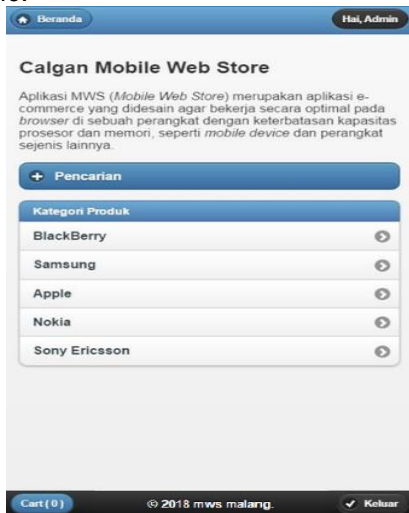 Beranda
Hai, Admin
Calgan Mobile Web Store
Aplikasi MWS (Mobile Web Store) merupakan aplikasi e-
commerce yang didesain agar bekerja secara optimal pada
browser di sebuah perangkat dengan keterbatasan kapasitas
prosesor dan memori, seperti mobile device dan perangkat
sejenis lainnya.
Pencarian
Kategori Produk
BlackBerry
Samsung
Apple
Nokia
Sony Ericsson
Cart ( 0 )
© 2018 mws malang.
Keluar